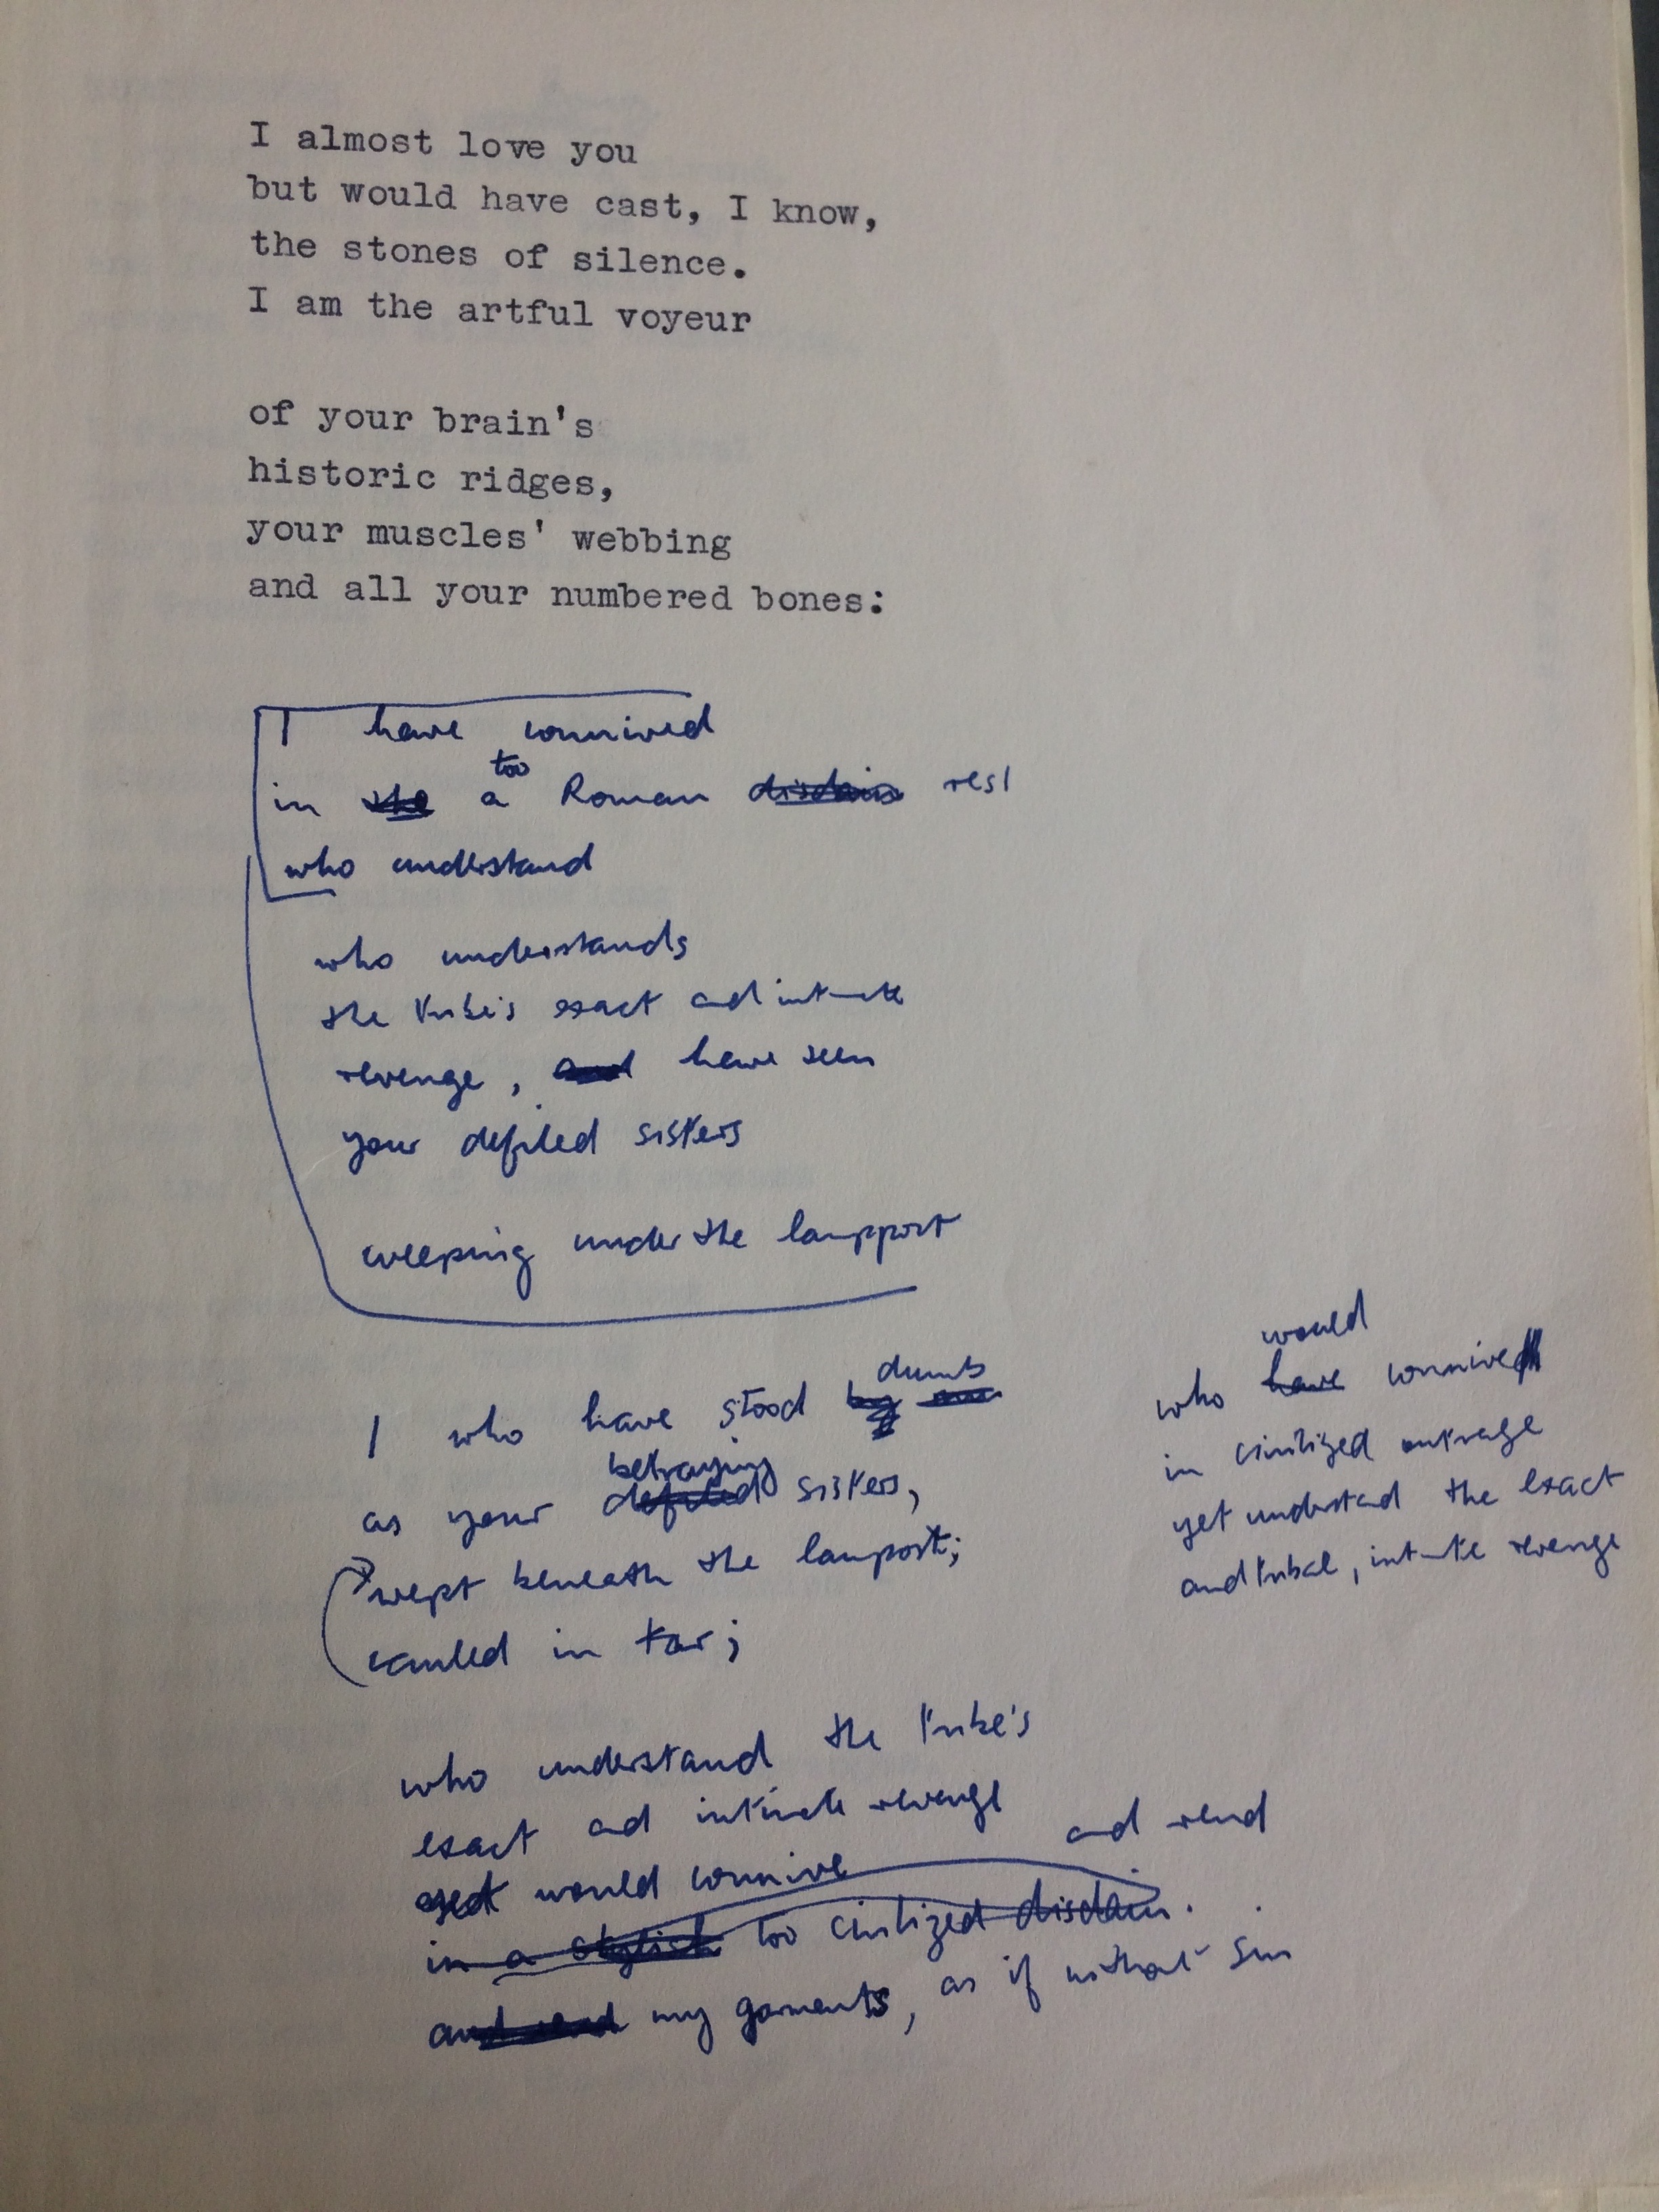 I almost love you
but would have cast, I know,
the stones of silence.
I am the artful voyeur
of your brain's
historic ridges,
your muscles' webbing
and all your numbered bones:
I have connived
too
in the a Roman disdain rest
who understand
who understands
the tribe's exact ad intimate
revenge, and have seen
your defiled sisters
weeping under the lamppost
dumb
I who have stood by
betraying
as your defiled sisters,
wept beneath the lampost;
cauled in tar;
would
who have connived
in civilized outrage
yet understand the exact
and tribal, intimate revenge
who understand the tribe's
exact ad intimate revenge
yet would connive and rend
in a stylish too civilized disdain.
and rend my garments, as if without sin